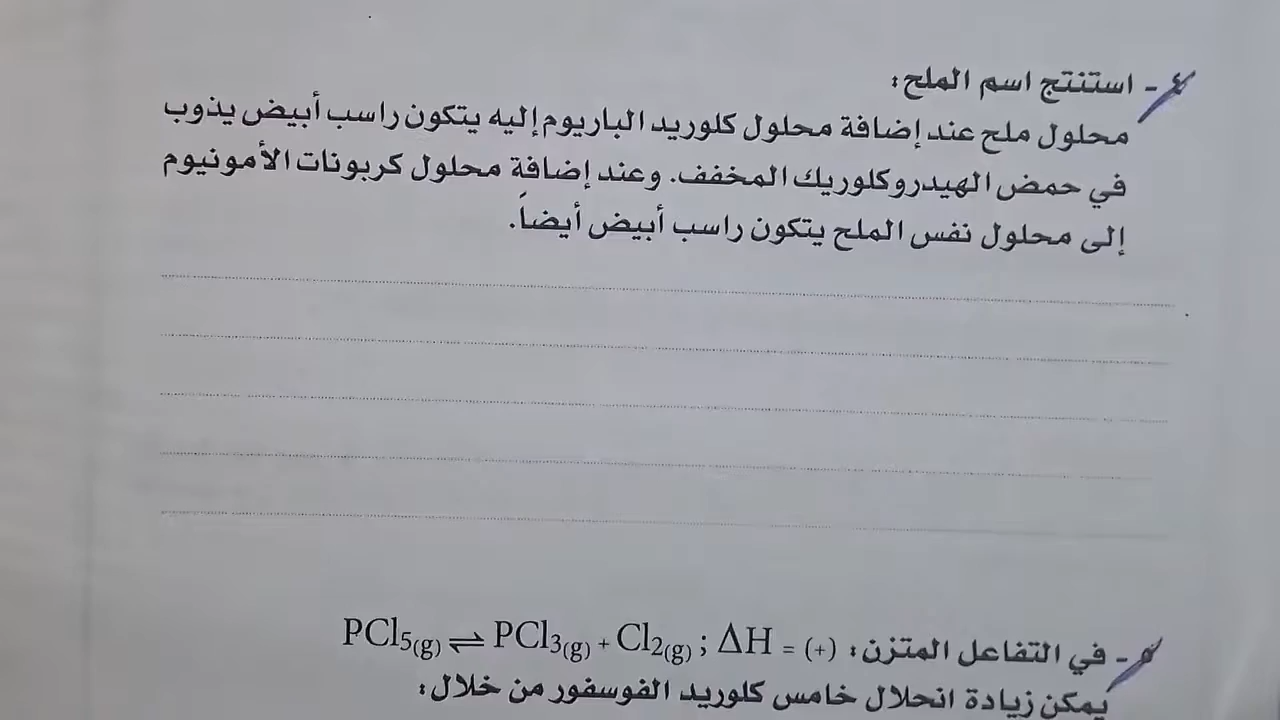 ٤ - استنتج اسم الملح:
محلول ملح عند إضافة محلول كلوريد الباريوم إليه يتكون راسب أبيض يذوب
في حمض الهيدروكلوريك المخفف. وعند إضافة محلول كربونات الأمونيوم
إلى محلول نفس الملح يتكون راسب أبيض أيضاً.
- في التفاعل المتزن: PCl5(g) ⇌ PCl3(g) + Cl2(g) ; ΔH = (+)
يمكن زيادة انحلال خامس كلوريد الفوسفور من خلال: